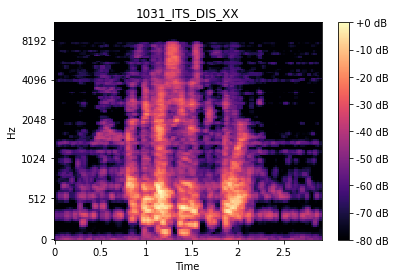 1031_ITS_DIS_XX
+0 dB
8192
-10 dB
4096
-20 dB
-30 dB
2048
Hz
-40 dB
1024
-50 dB
512
-60 dB
-70 dB
0
-80 dB
0 0.5 1 1.5 2 2.5
Time